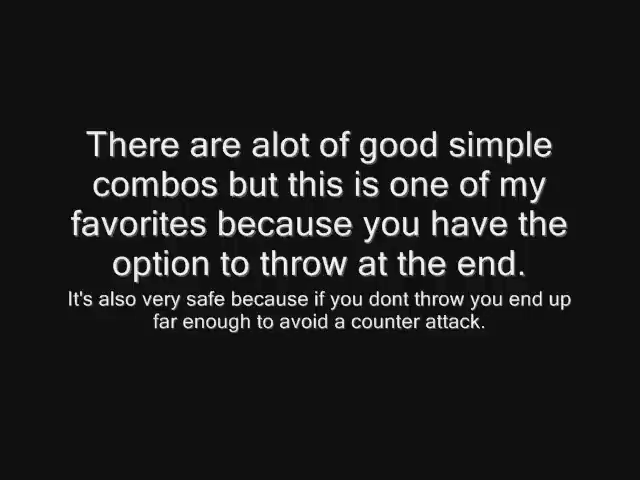 There are alot of good simple
combos but this is one of my
favorites because you have the
option to throw at the end.
It's also very safe because if you dont throw you end up
far enough to avoid a counter attack.